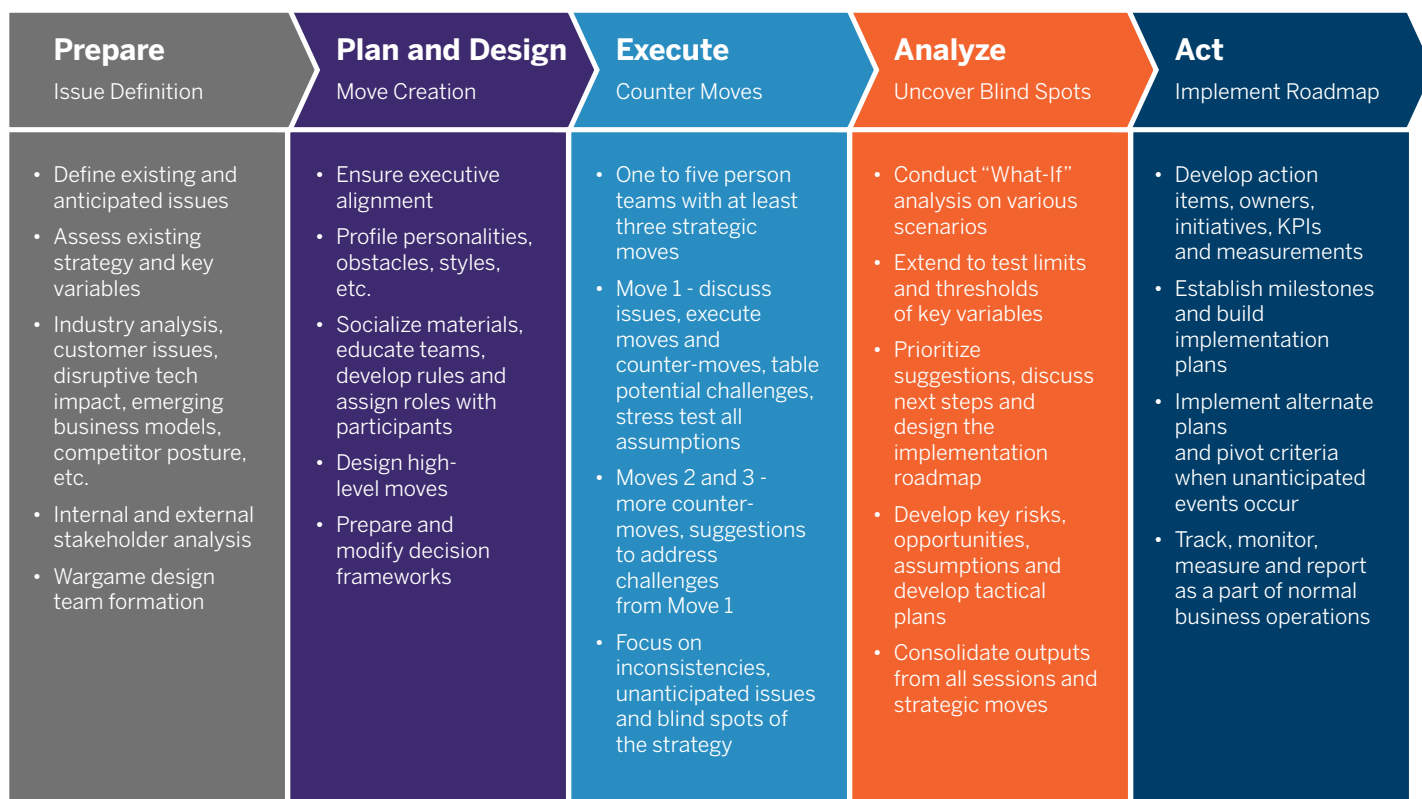 Prepare
Issue Definition
• Define existing and
anticipated issues
• Assess existing
strategy and key
variables
• Industry analysis,
customer issues,
disruptive tech
impact, emerging
business models,
competitor posture,
etc.
• Internal and external
stakeholder analysis
• Wargame design
team formation
Plan and Design
Move Creation
• Ensure executive
alignment
• Profile personalities,
obstacles, styles,
etc.
• Socialize materials,
educate teams,
develop rules and
assign roles with
participants
• Design high-
level moves
• Prepare and
modify decision
frameworks
Execute
Counter Moves
• One to five person
teams with at least
three strategic
moves
• Move 1 - discuss
issues, execute
moves and
counter-moves, table
potential challenges,
stress test all
assumptions
• Moves 2 and 3 -
more counter-
moves, suggestions
to address
challenges
from Move 1
• Focus on
inconsistencies,
unanticipated issues
and blind spots of
the strategy
Analyze
Uncover Blind Spots
• Conduct “What-If”
analysis on various
scenarios
• Extend to test limits
and thresholds
of key variables
• Prioritize
suggestions, discuss
next steps and
design the
implementation
roadmap
• Develop key risks,
opportunities,
assumptions and
develop tactical
plans
• Consolidate outputs
from all sessions and
strategic moves
Act
Implement Roadmap
• Develop action
items, owners,
initiatives, KPIs
and measurements
• Establish milestones
and build
implementation
plans
• Implement alternate
plans
and pivot criteria
when unanticipated
events occur
• Track, monitor,
measure and report
as a part of normal
business operations